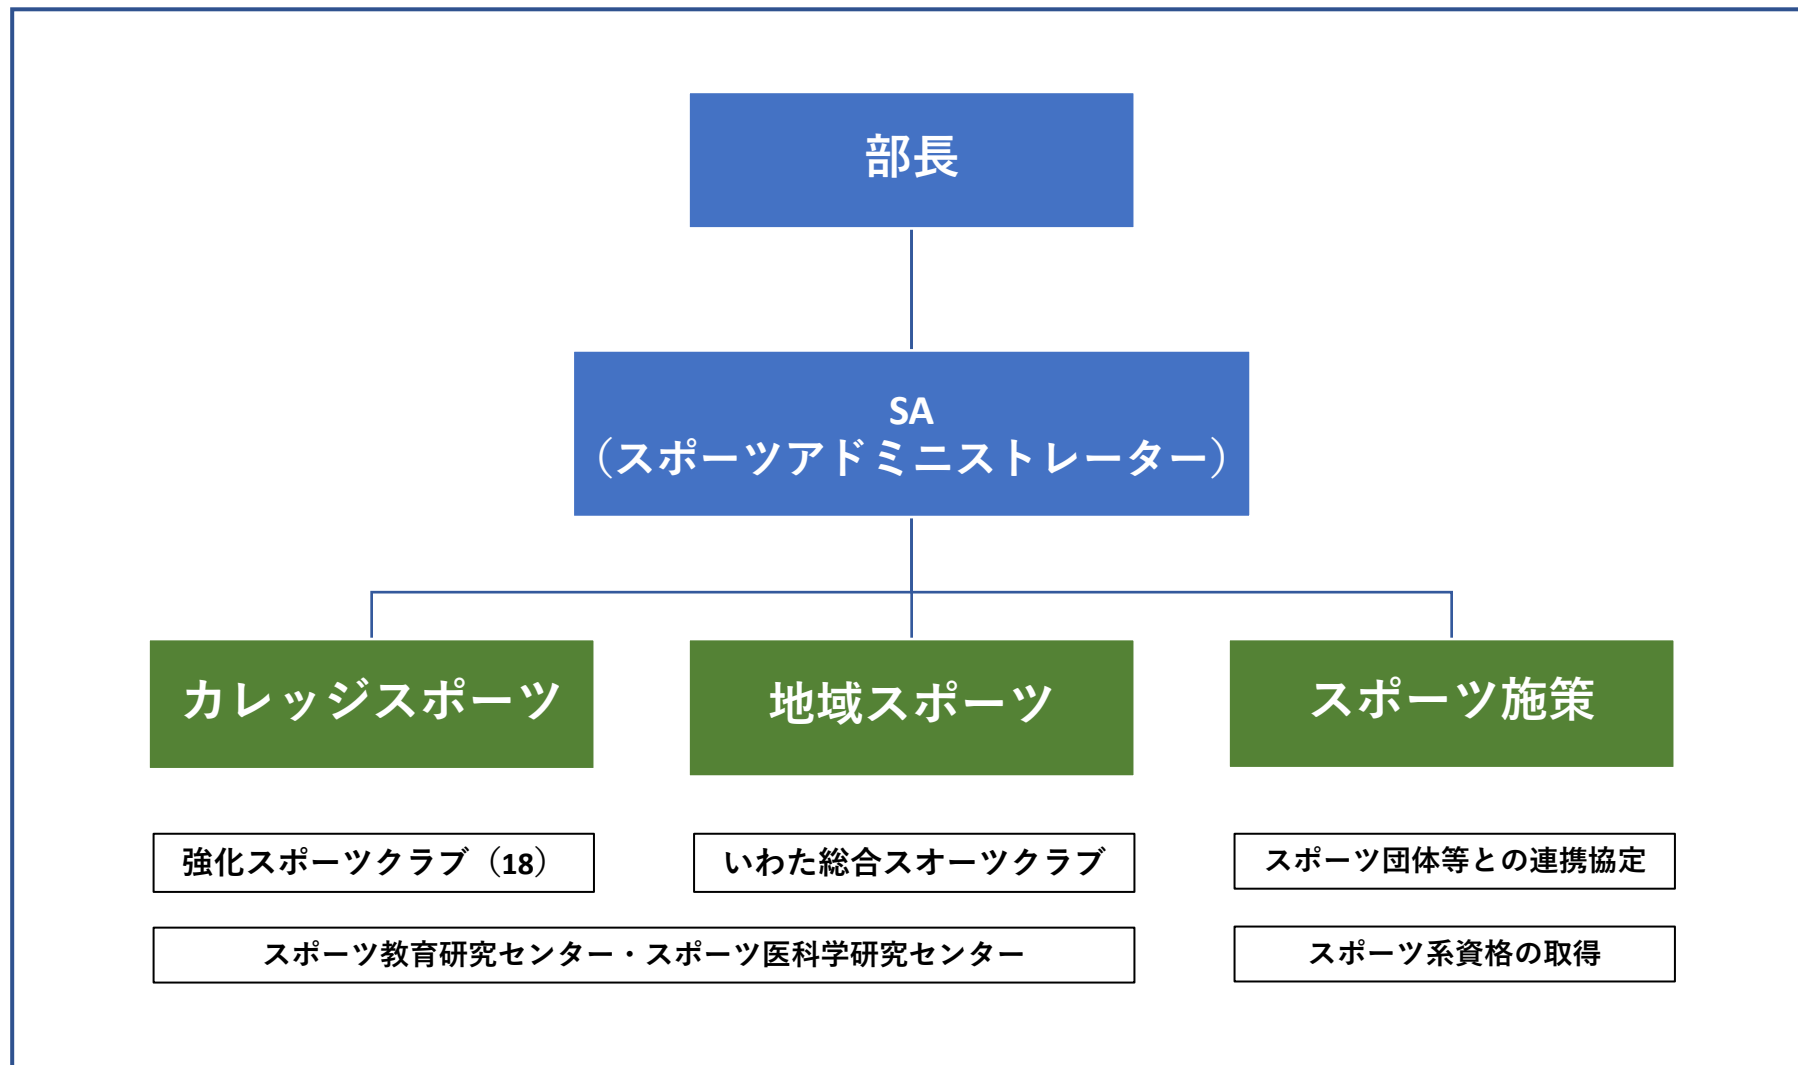 部長
SA
（スポーツアドミニストレーター）
カレッジスポーツ
地域スポーツ
スポーツ施策
強化スポーツクラブ（18）
いわた総合スオーツクラブ
スポーツ団体等との連携協定
スポーツ教育研究センター・スポーツ医科学研究センター
スポーツ系資格の取得